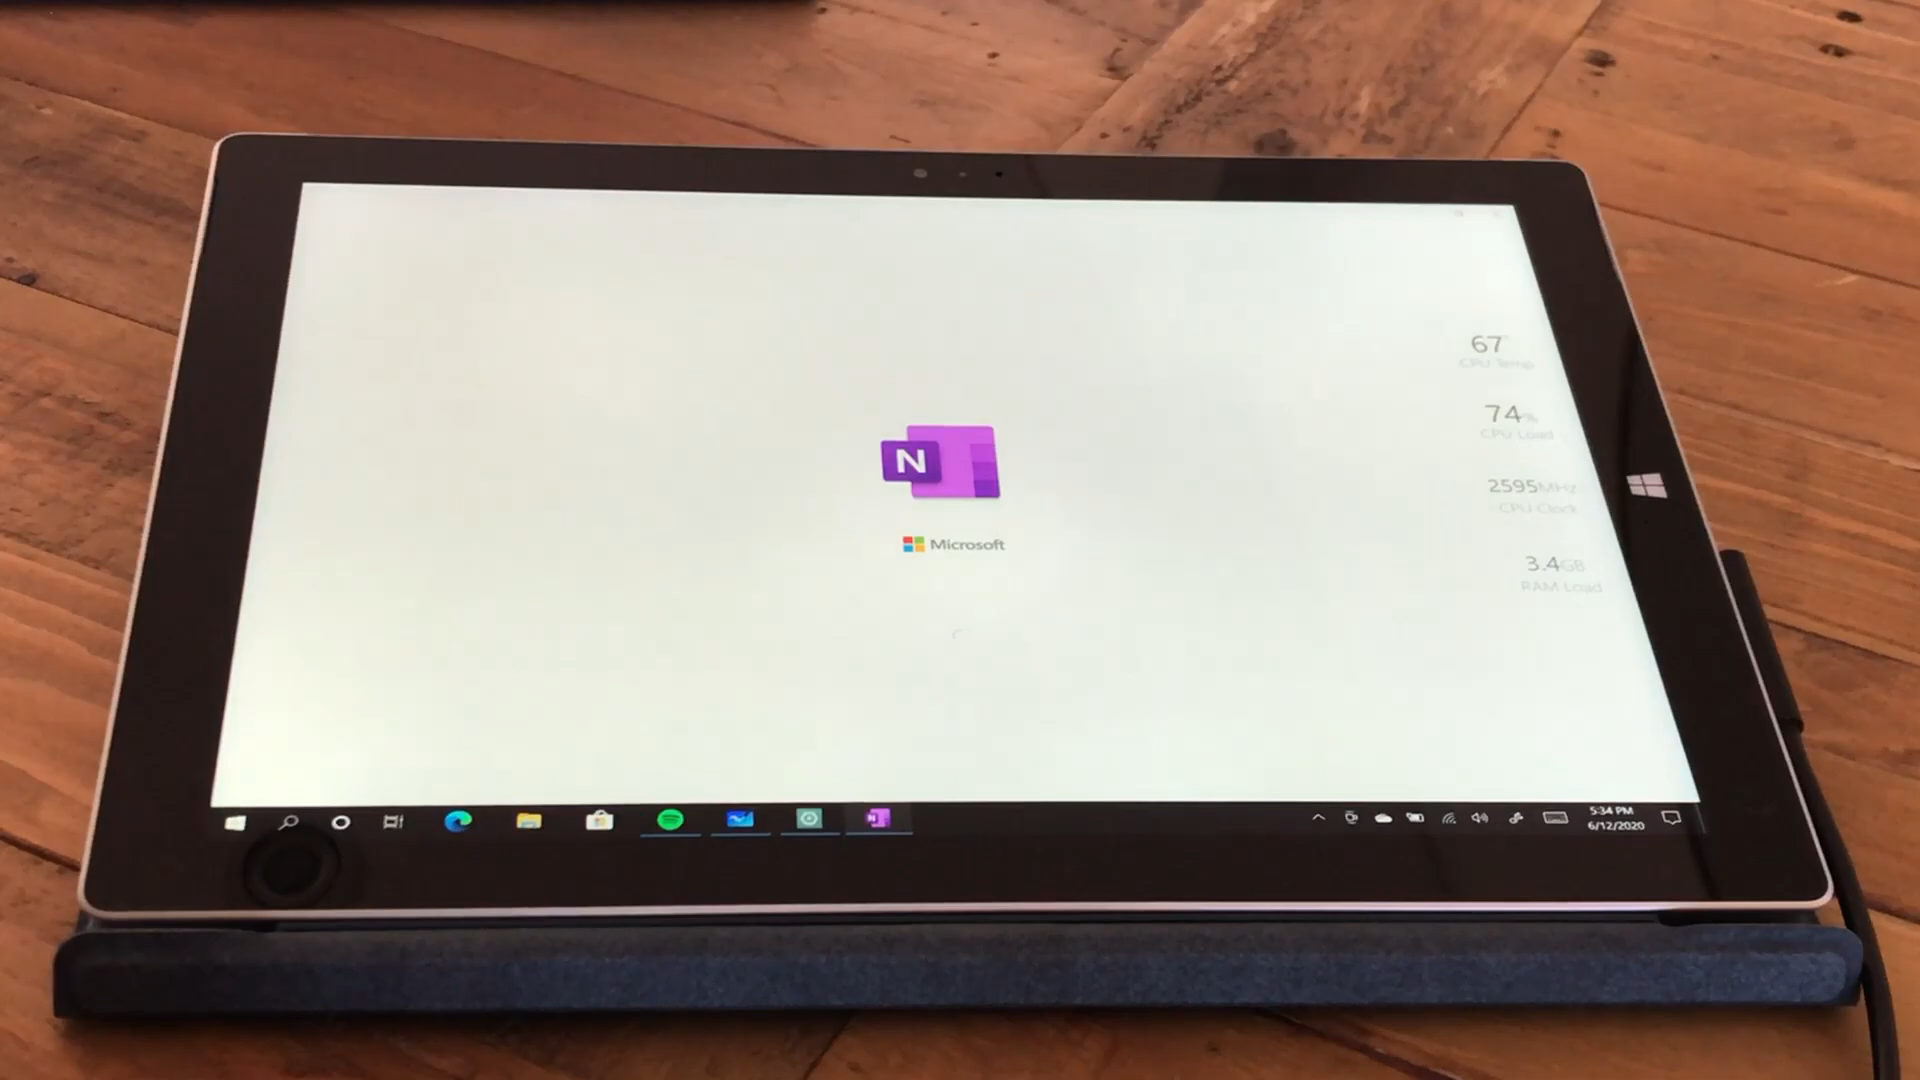 67°
CPU Temp
74%
CPU Load
2595MHz
CPU Clock
3.4GB
RAM Load
N
Microsoft
N
5:34 PM
6/12/2020